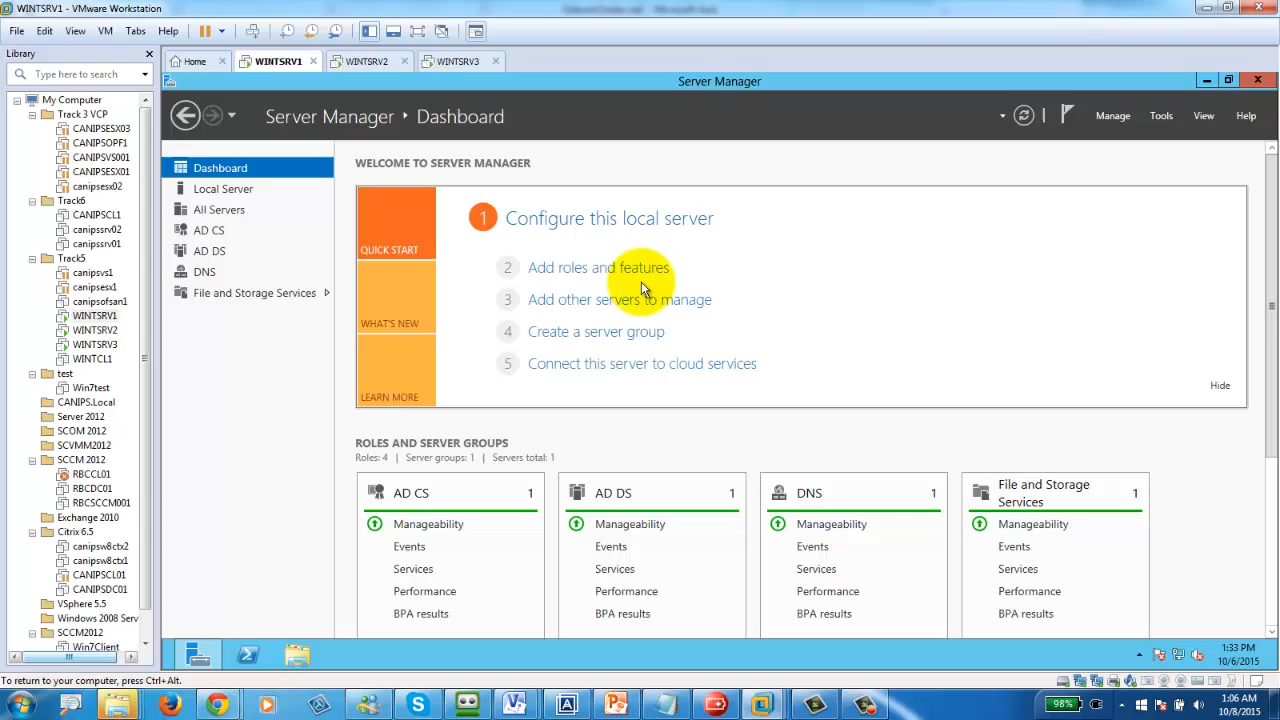 WINTSRV1 - VMware Workstation
File Edit View VM Tabs Help
Library
Type here to search
Home WINTSRV1 WINTSRV2 WINTSRV3
Server Manager
Server Manager Dashboard
Manage Tools View Help
My Computer
Track 3 VCP
CANIPSESX03
CANIPSOPF1
CANIPSVS001
CANIPSESX01
canipsesx02
Track6
CANIPSCL1
canipssrv02
canipssrv01
Track5
canipsvs1
canipsesx1
canipsofsan1
WINTSRV1
WINTSRV2
WINTSRV3
WINTCL1
test
Win7test
CANIPS.Local
Server 2012
SCOM 2012
SCVMM2012
SCCM 2012
RBCCL01
RBCDC01
RBCSCCM001
Exchange 2010
Citrix 6.5
canipsw8ctx2
canipsw8ctx1
CANIPSCL01
CANIPSDC01
VSphere 5.5
Windows 2008 Serv
SCCM2012
Win7Client
Dashboard
Local Server
All Servers
AD CS
AD DS
DNS
File and Storage Services
WELCOME TO SERVER MANAGER
QUICK START
WHAT'S NEW
LEARN MORE
1 Configure this local server
2 Add roles and features
3 Add other servers to manage
4 Create a server group
5 Connect this server to cloud services
Hide
ROLES AND SERVER GROUPS
Roles: 4 | Server groups: 1 | Servers total: 1
AD CS 1
Manageability
Events
Services
Performance
BPA results
AD DS 1
Manageability
Events
Services
Performance
BPA results
DNS 1
Manageability
Events
Services
Performance
BPA results
File and Storage
Services 1
Manageability
Events
Services
Performance
BPA results
1:33 PM
10/6/2015
To return to your computer, press Ctrl+Alt.
98%
1:06 AM
10/8/2015